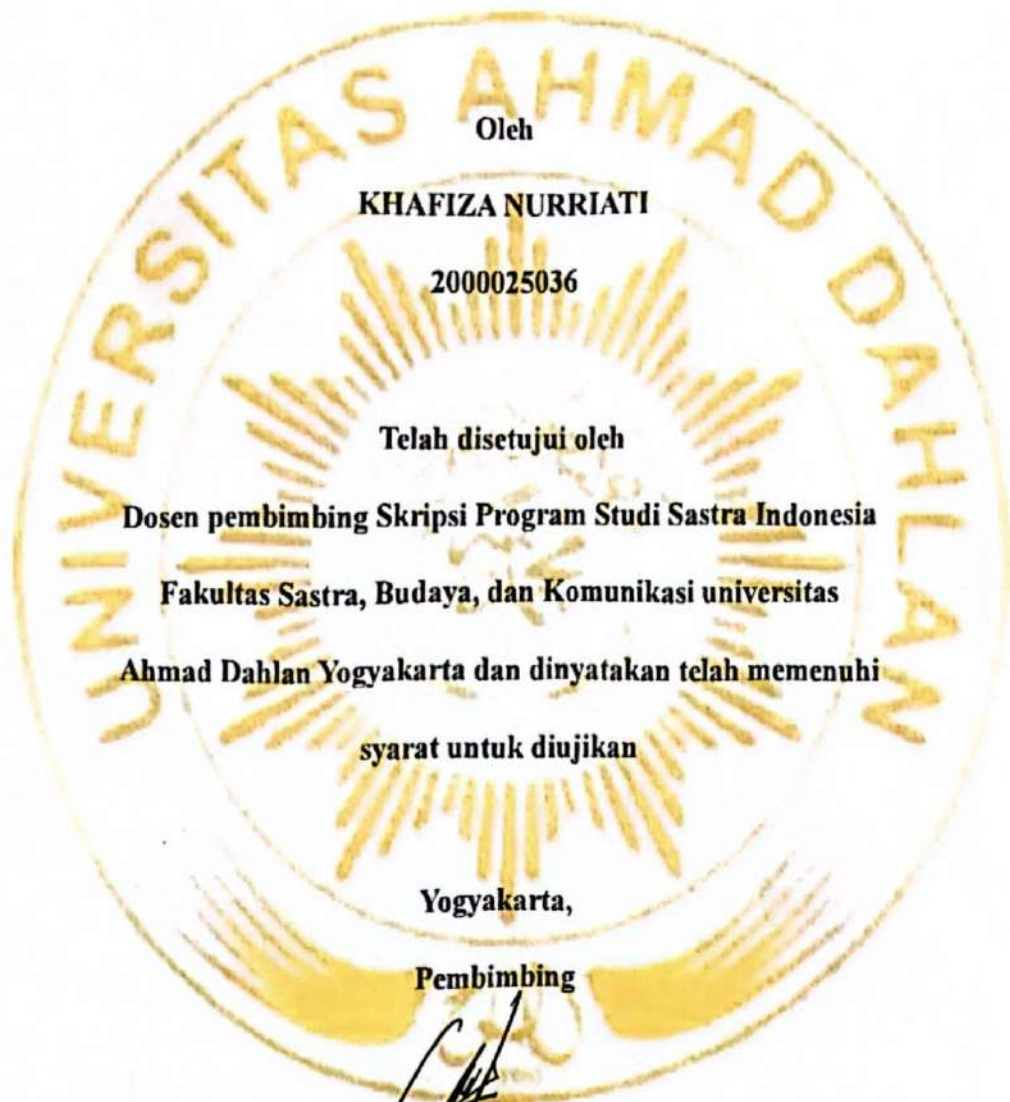 UNIVERSITAS AHMAD DAHLAN
Oleh
KHAFIZA NURRIATI
2000025036
Telah disetujui oleh
Dosen pembimbing Skripsi Program Studi Sastra Indonesia
Fakultas Sastra, Budaya, dan Komunikasi universitas
Ahmad Dahlan Yogyakarta dan dinyatakan telah memenuhi
syarat untuk diujikan
Yogyakarta,
Pembimbing